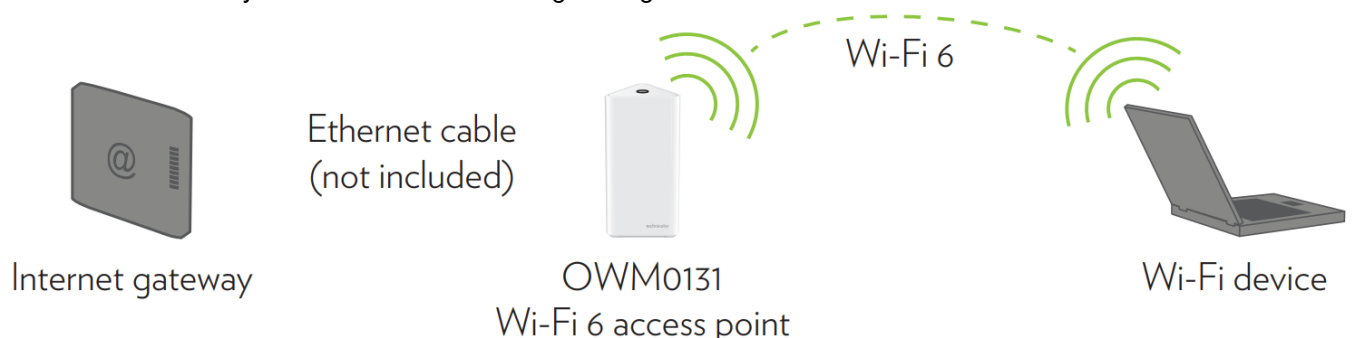 Wi-Fi 6
Ethernet cable
(not included)
@
Internet gateway
OWM0131
Wi-Fi 6 access point
Wi-Fi device